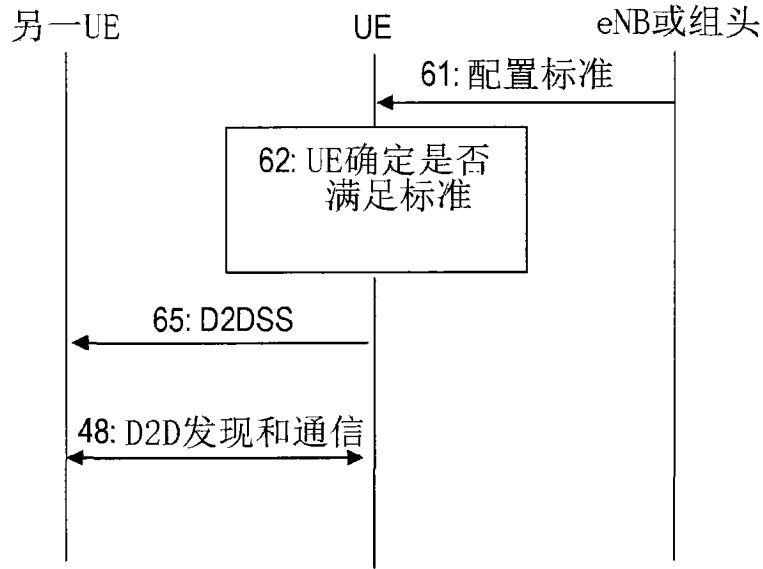 另一UE
UE
eNB或组头
61: 配置标准
62: UE确定是否
满足标准
65: D2DSS
48: D2D发现和通信